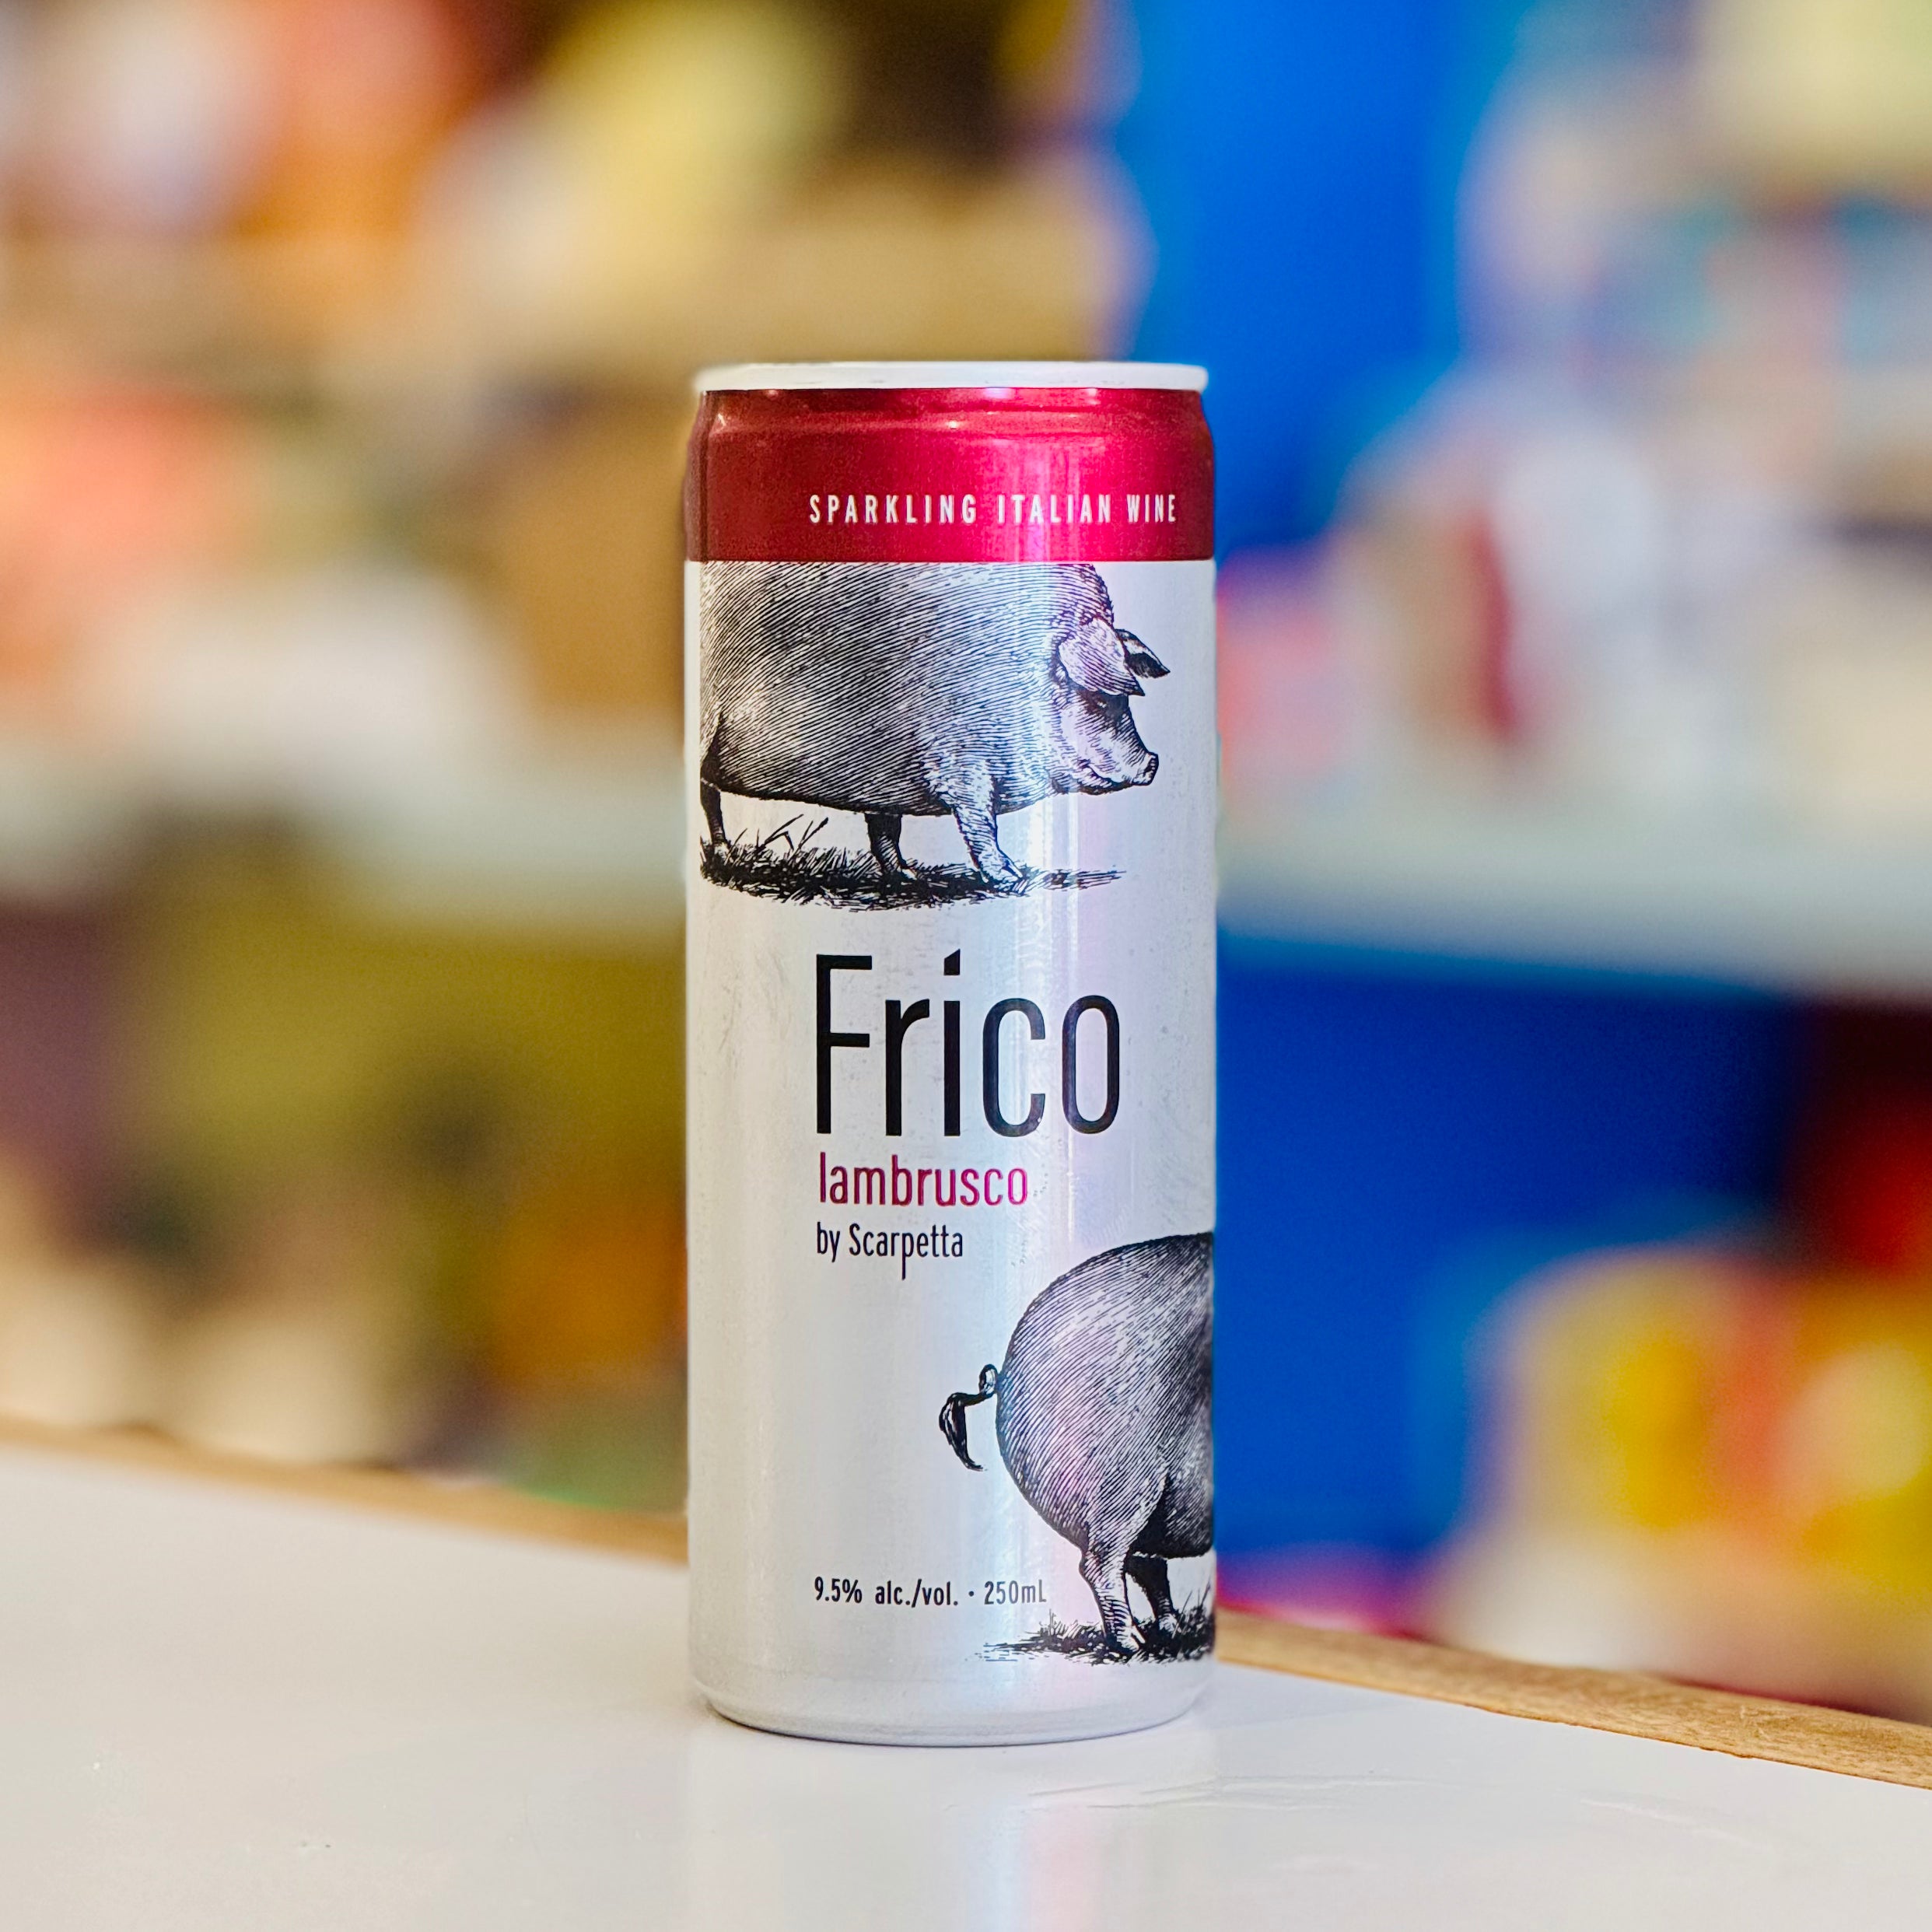 SPARKLING ITALIAN WINE
Frico
lambrusco
by Scarpetta
9.5% alc./vol. · 250mL